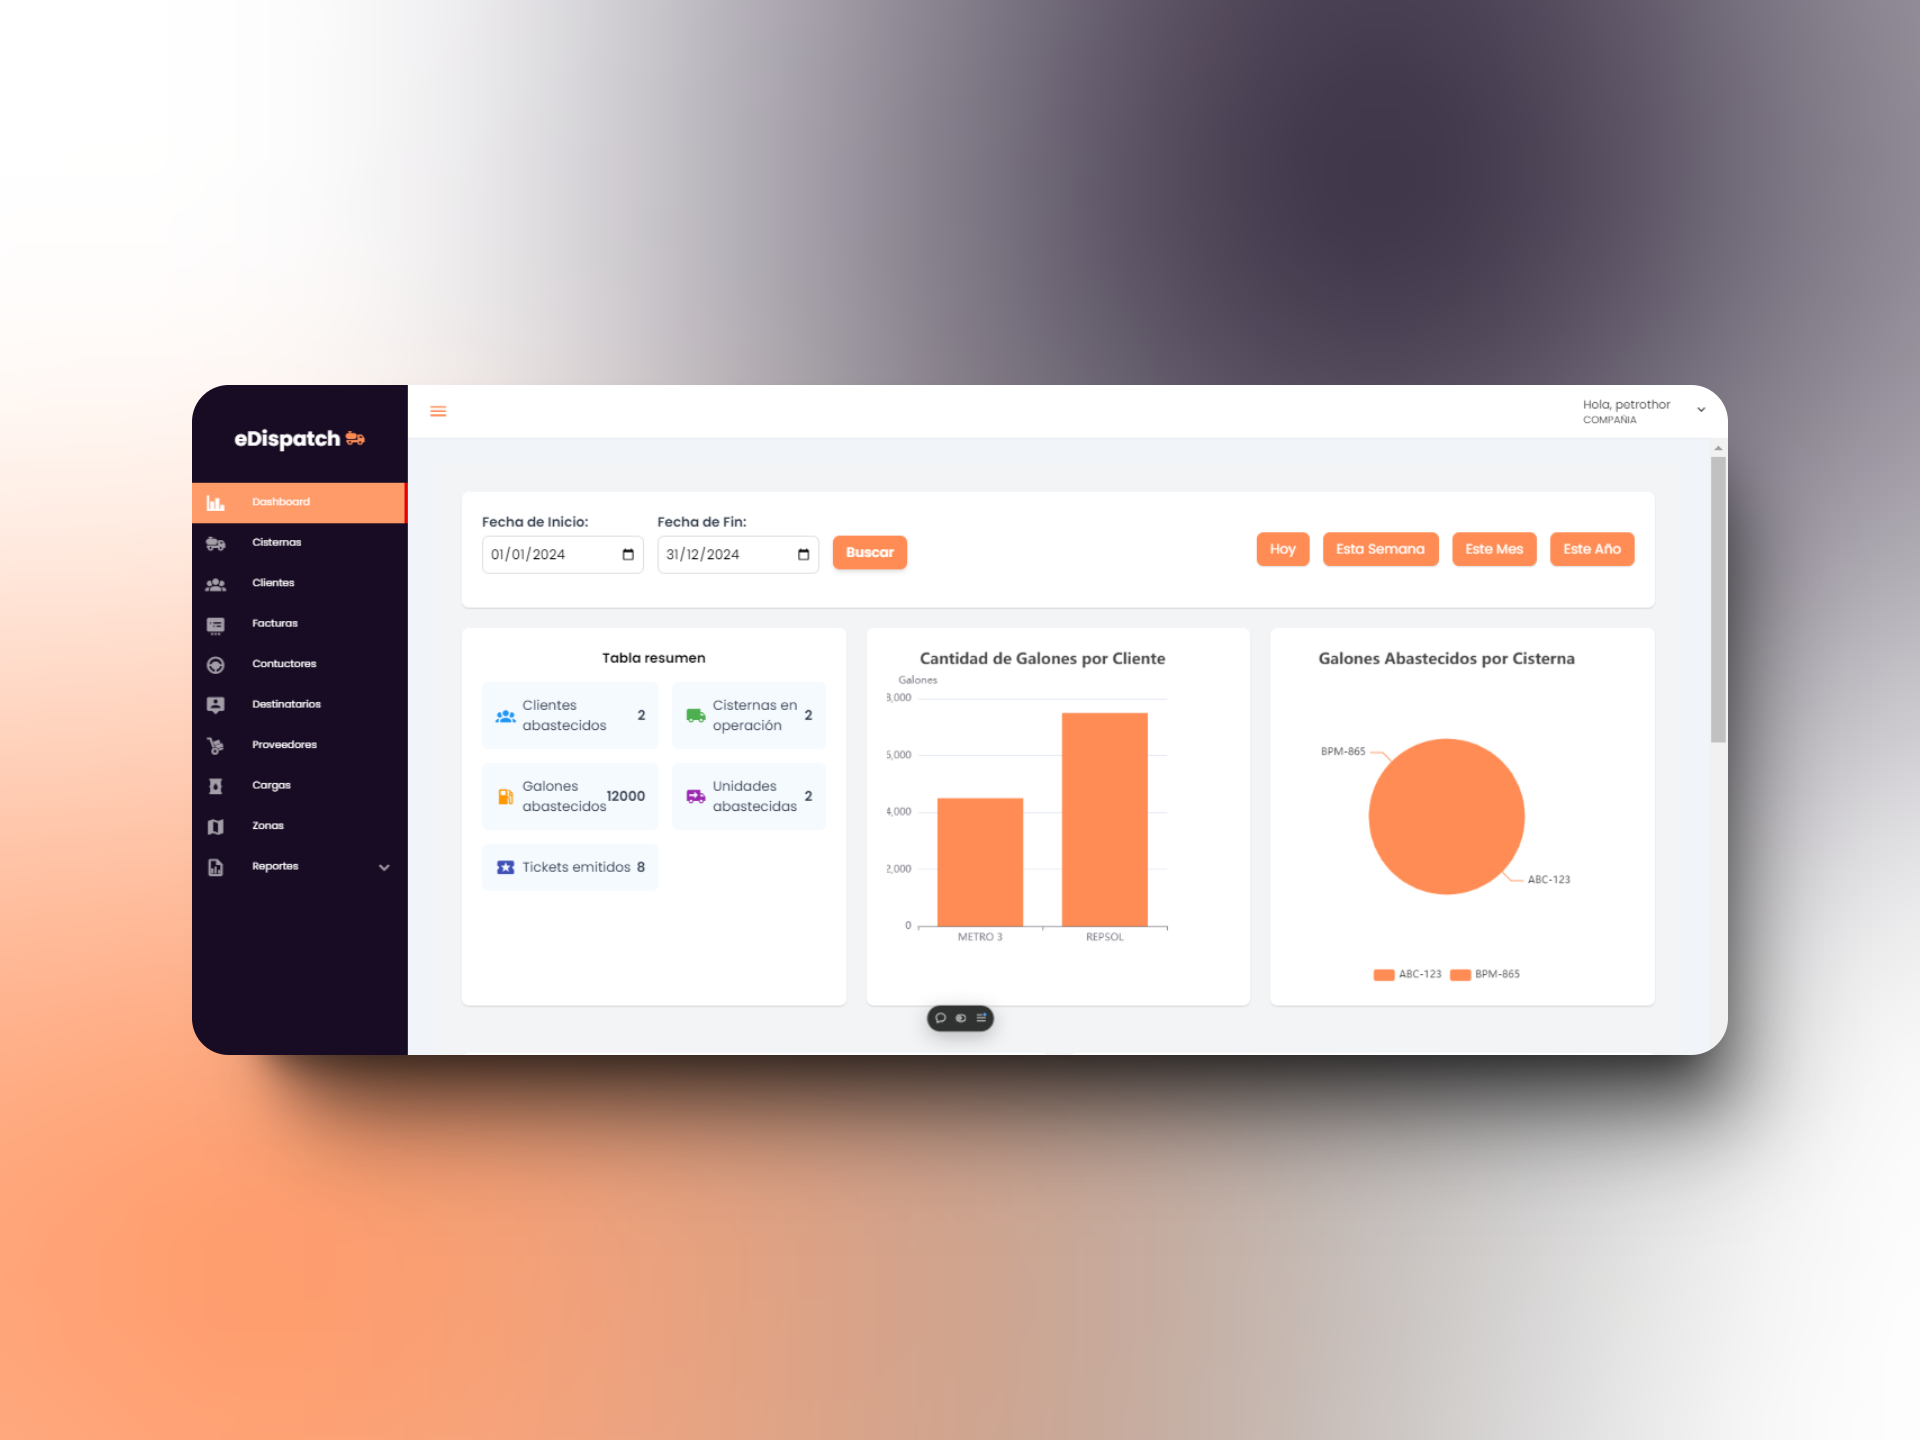 eDispatch
Hola, petrothor
COMPAÑIA
Dashboard
Cisternas
Clientes
Facturas
Contuctores
Destinatarios
Proveedores
Cargas
Zonas
Reportes
Fecha de Inicio:
01/01/2024
Fecha de Fin:
31/12/2024
Buscar
Hoy
Esta Semana
Este Mes
Este Año
Tabla resumen
Clientes
abastecidos
2
Cisternas en
operación
2
Galones
abastecidos
12000
Unidades
abastecidas
2
Tickets emitidos 8
Cantidad de Galones por Cliente
Galones
8,000
6,000
4,000
2,000
0
METRO 3
REPSOL
Galones Abastecidos por Cisterna
BPM-865
ABC-123
ABC-123
BPM-865